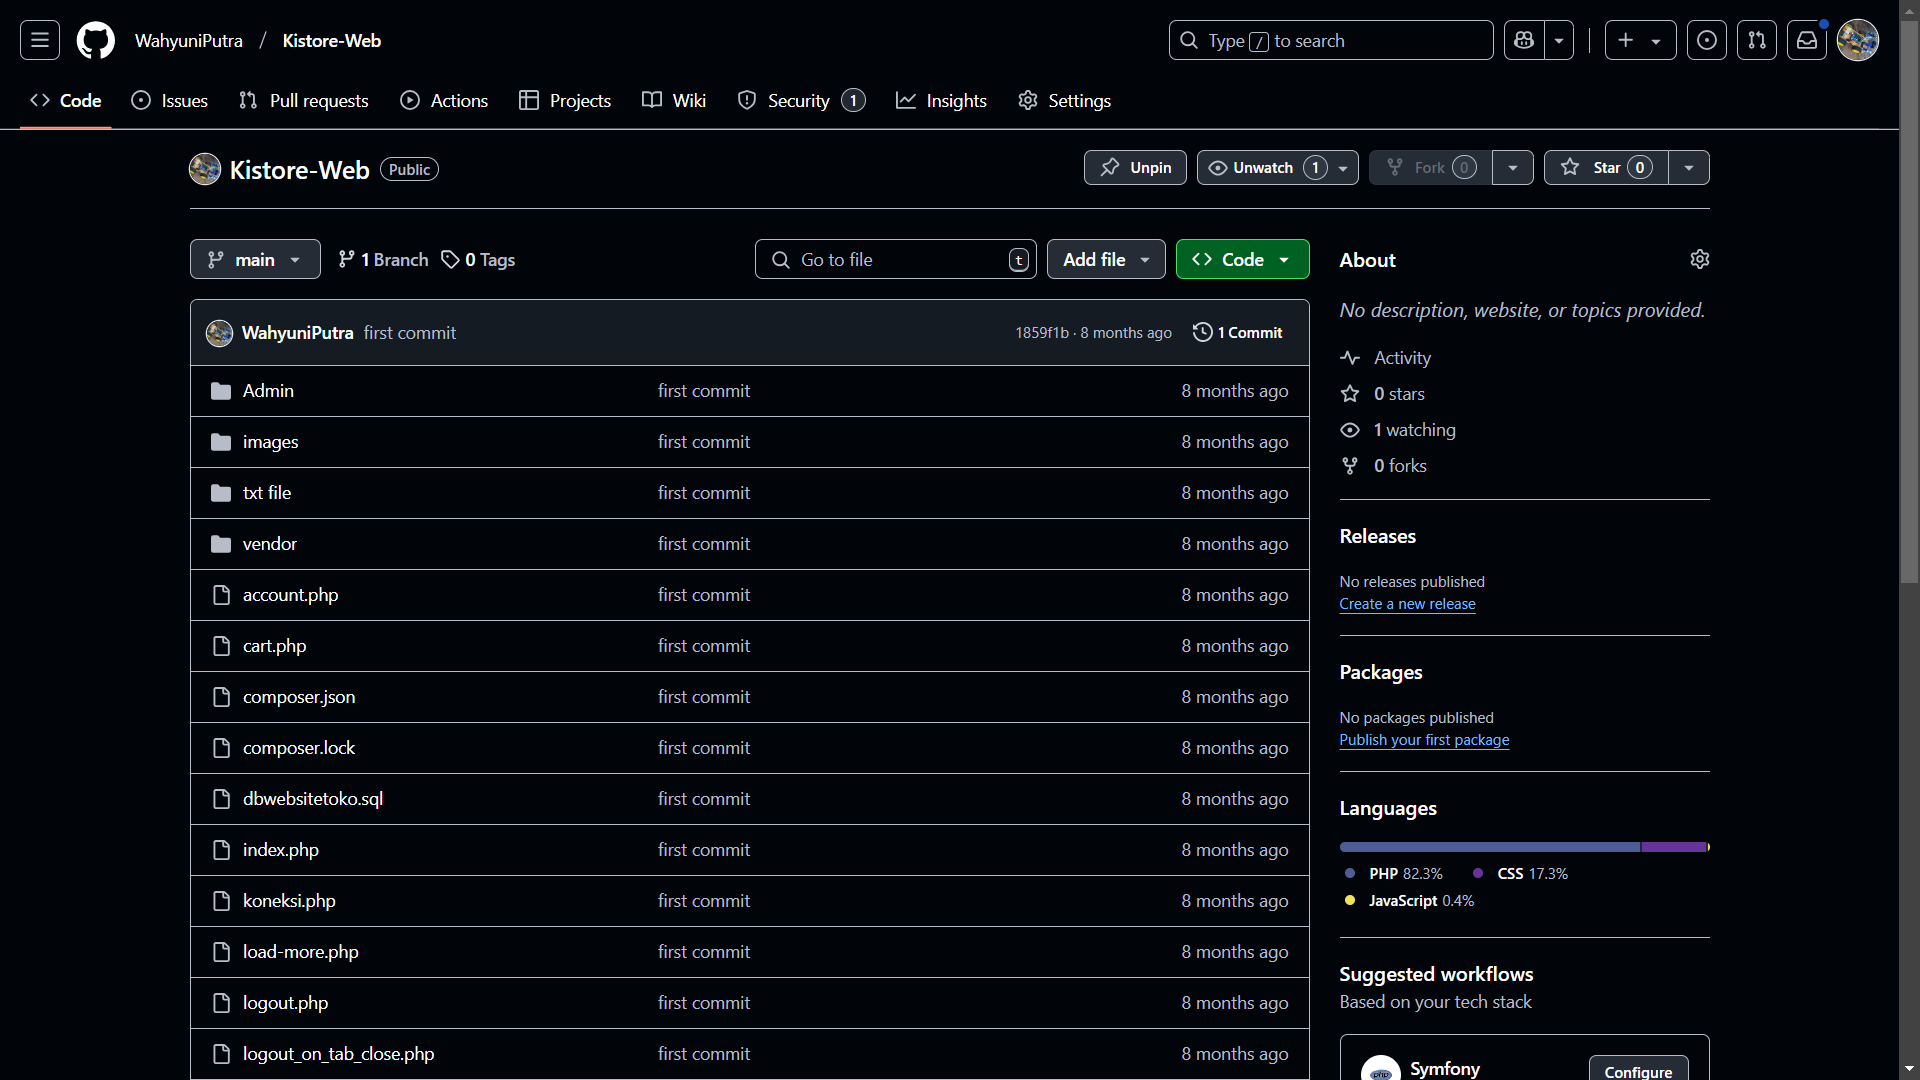 WahyuniPutra / Kistore-Web
Type / to search
Code Issues Pull requests Actions Projects Wiki Security 1 Insights Settings
Kistore-Web Public
Unpin Unwatch 1 Fork 0 Star 0
main 1 Branch 0 Tags
Go to file t Add file Code
WahyuniPutra first commit 1859f1b · 8 months ago 1 Commit
Admin first commit 8 months ago
images first commit 8 months ago
txt file first commit 8 months ago
vendor first commit 8 months ago
account.php first commit 8 months ago
cart.php first commit 8 months ago
composer.json first commit 8 months ago
composer.lock first commit 8 months ago
dbwebsitetoko.sql first commit 8 months ago
index.php first commit 8 months ago
koneksi.php first commit 8 months ago
load-more.php first commit 8 months ago
logout.php first commit 8 months ago
logout_on_tab_close.php first commit 8 months ago
About
No description, website, or topics provided.
Activity
0 stars
1 watching
0 forks
Releases
No releases published
Create a new release
Packages
No packages published
Publish your first package
Languages
PHP 82.3% CSS 17.3%
JavaScript 0.4%
Suggested workflows
Based on your tech stack
php Symfony Configure